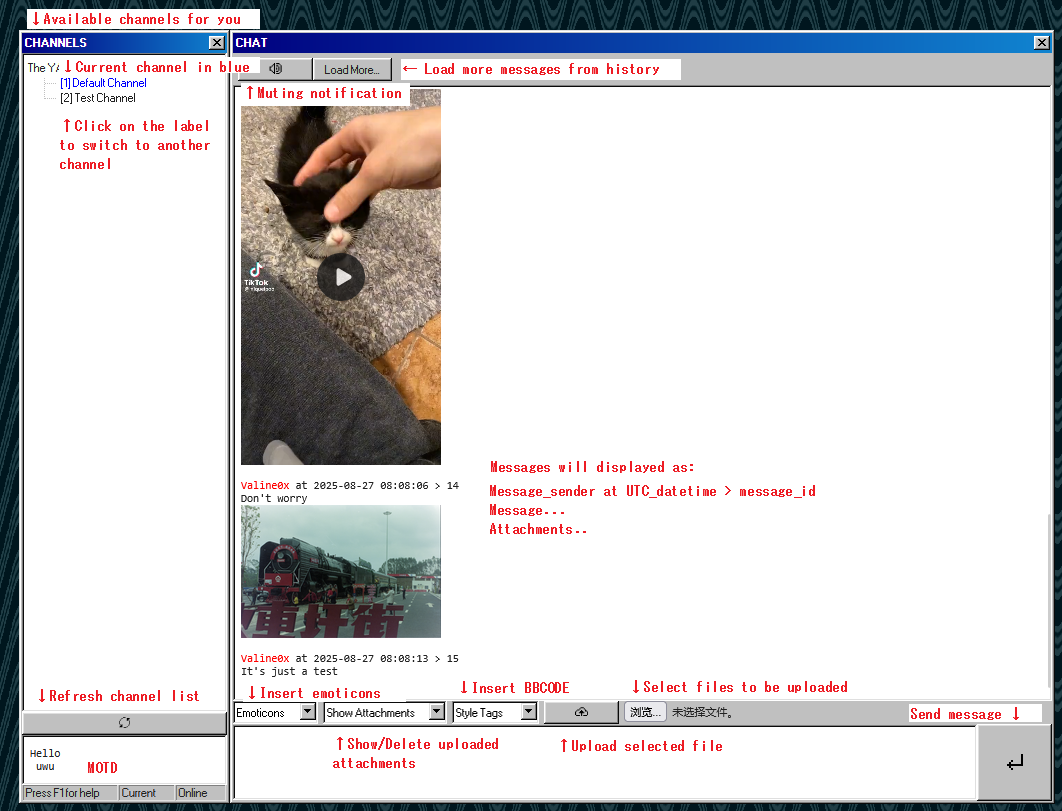 ↓Available channels for you
CHANNELS
CHAT
The
↓Current channel in blue
Load More...
← Load more messages from history
[1] Default Channel
[2] Test Channel
↑Muting notification
↑Click on the label
to switch to another
channel
TikTok
Messages will displayed as:
Message_sender at UTC_datetime > message_id
Message...
Attachments..
Valine0x at 2025-08-27 08:08:06 > 14
Don't worry
車圩街
Valine0x at 2025-08-27 08:08:13 > 15
It's just a test
↓Refresh channel list
↓Insert emoticons
↓Insert BBCODE
↓Select files to be uploaded
Emoticons
Show Attachments
Style Tags
浏览...
未选择文件。
Send message ↓
↑Show/Delete uploaded
attachments
↑Upload selected file
Hello
uwu
MOTD
Press F1 for help
Current
Online